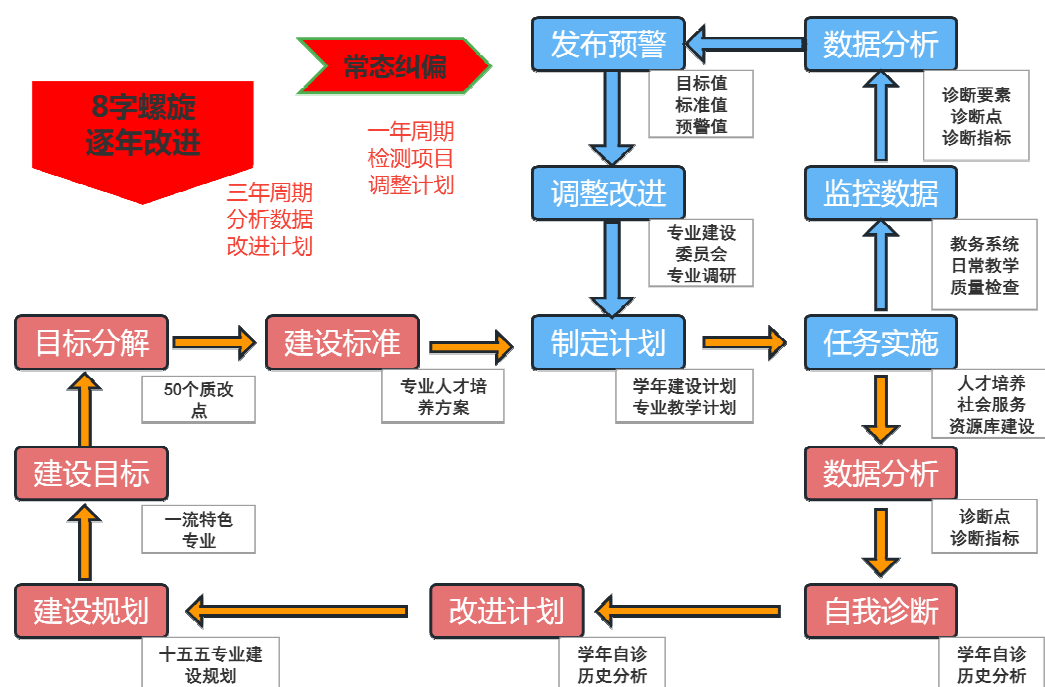 8字螺旋
逐年改进
三年周期
分析数据
改进计划
常态纠偏
一年周期
检测项目
调整计划
发布预警
目标值
标准值
预警值
数据分析
诊断要素
诊断点
诊断指标
调整改进
专业建设
委员会
专业调研
监控数据
教务系统
日常教学
质量检查
目标分解
50个质改
点
建设标准
专业人才培
养方案
制定计划
学年建设计划
专业教学计划
任务实施
人才培养
社会服务
资源库建设
建设目标
一流特色
专业
数据分析
诊断点
诊断指标
建设规划
十五五专业建
设规划
改进计划
学年自诊
历史分析
自我诊断
学年自诊
历史分析